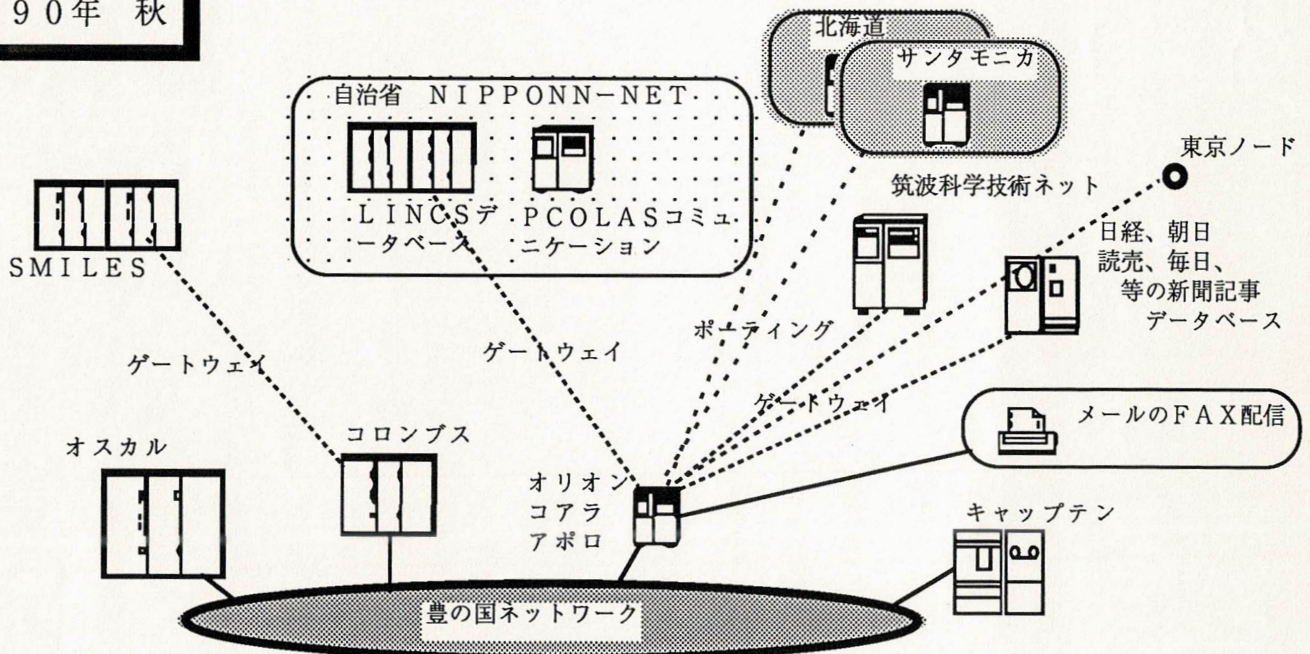 90年 秋
北海道
サンタモニカ
自治省 NIPPONN-NET
LINCSデ
ータベース
PCOLASコミュ
ニケーション
東京ノード
筑波科学技術ネット
日経、朝日
読売、毎日、
等の新聞記事
データベース
SMILES
ゲートウェイ
ゲートウェイ
ポーティング
ゲートウェイ
メールのFAX配信
オスカル
コロンブス
オリオン
コアラ
アポロ
キャップテン
豊の国ネットワーク